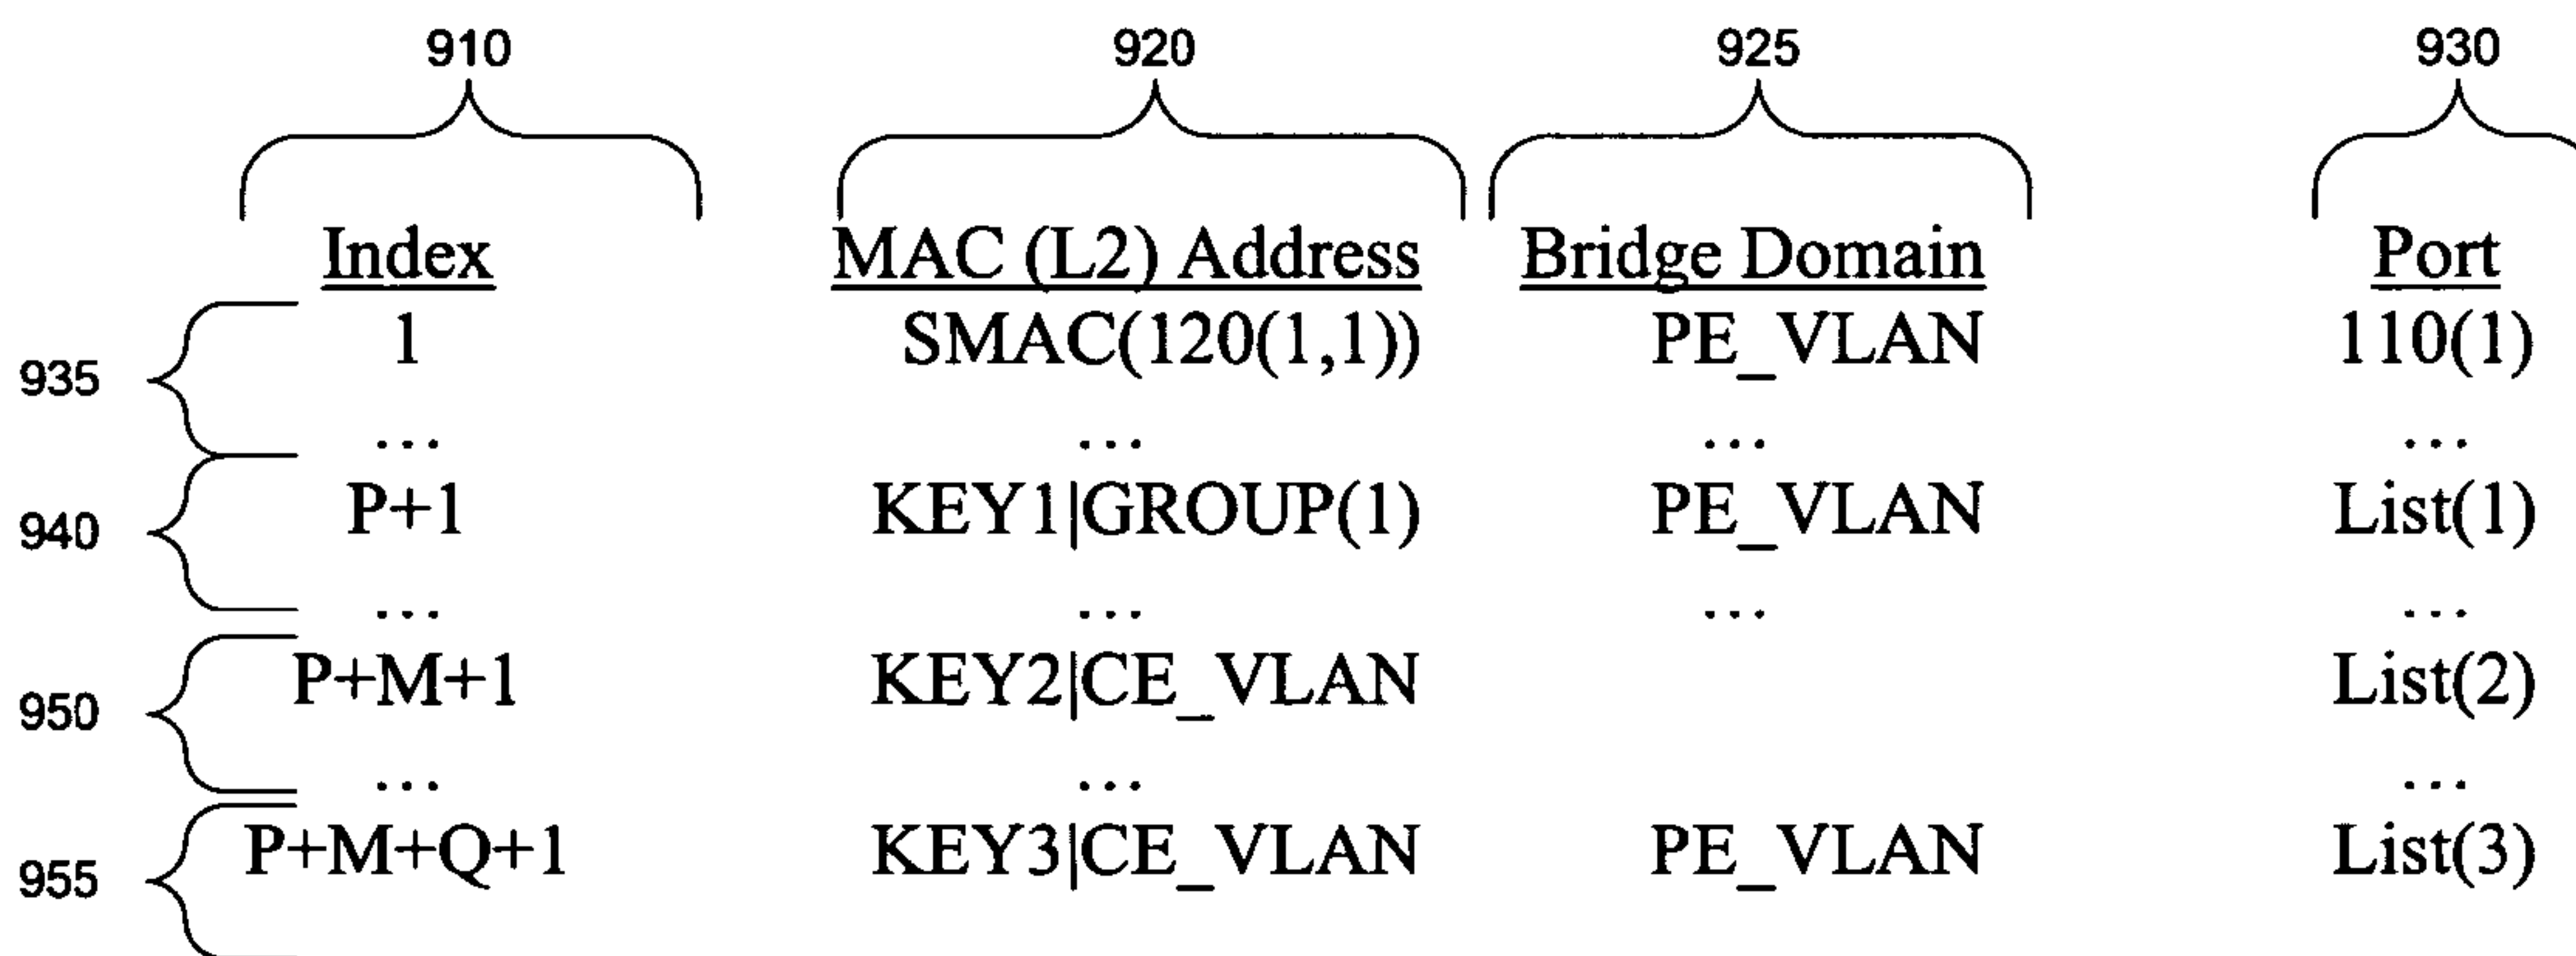 910 920 925 930
Index MAC (L2) Address Bridge Domain Port
935 1 SMAC(120(1,1)) PE_VLAN 110(1)
... ... ... ...
940 P+1 KEY1|GROUP(1) PE_VLAN List(1)
... ... ... ...
950 P+M+1 KEY2|CE_VLAN List(2)
... ... ...
955 P+M+Q+1 KEY3|CE_VLAN PE_VLAN List(3)